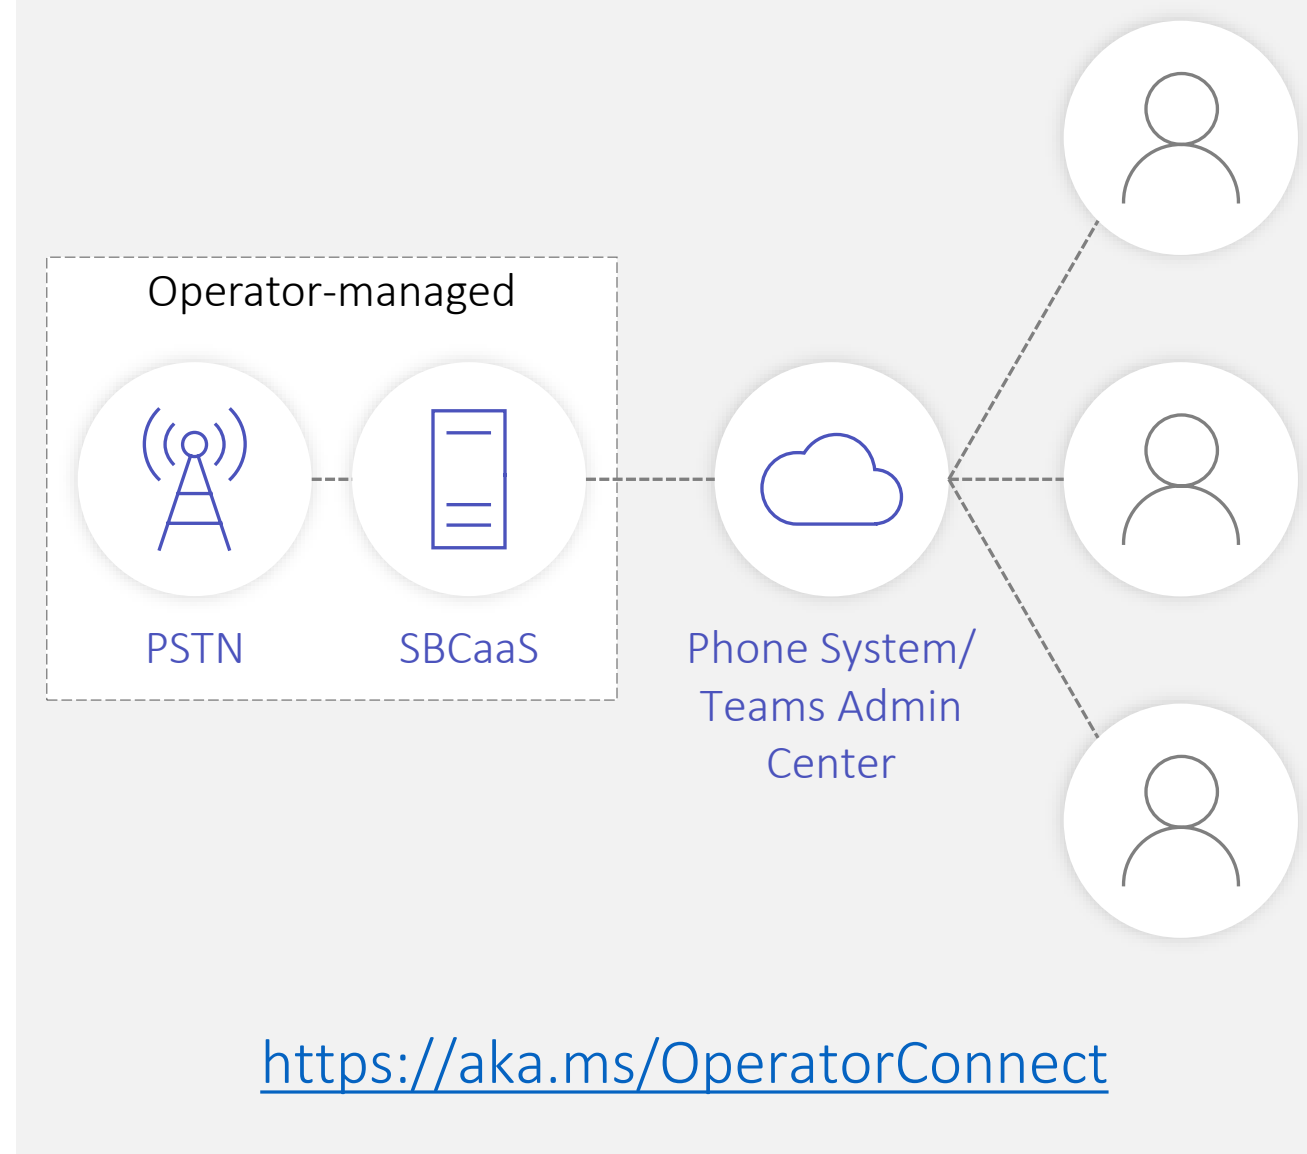 Operator-managed
PSTN
SBCaaS
Phone System/
Teams Admin
Center
https://aka.ms/OperatorConnect